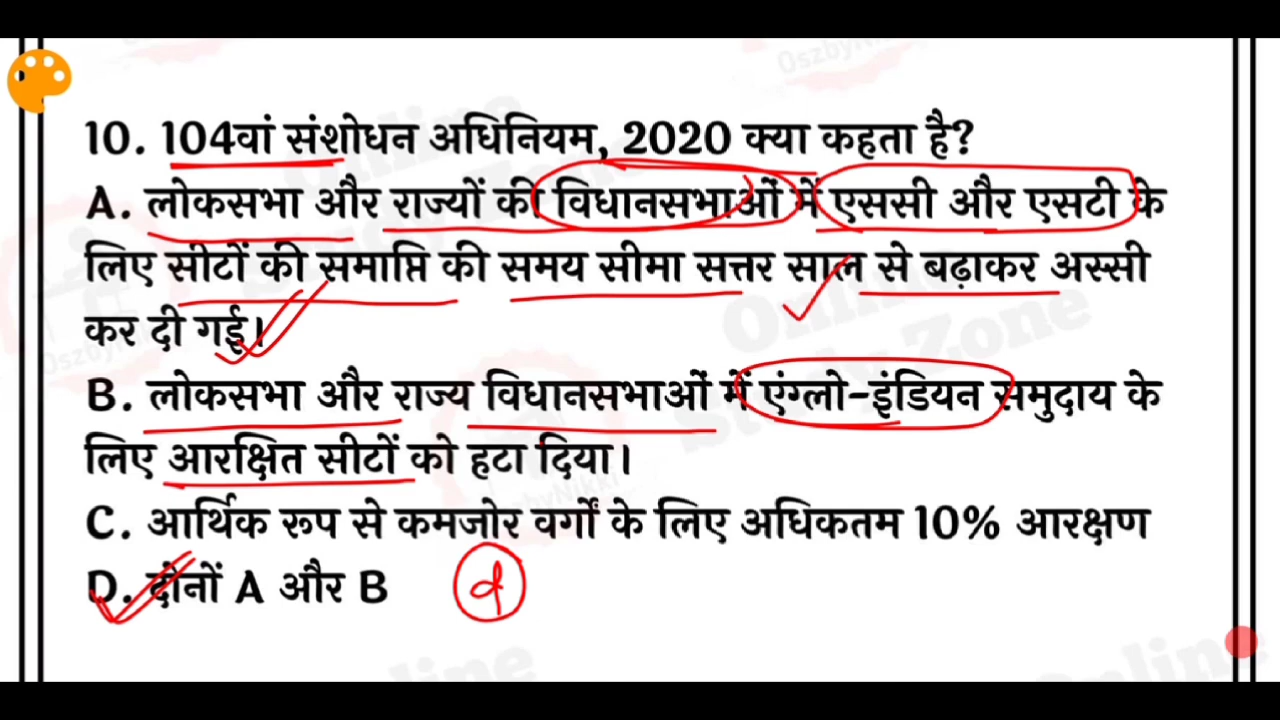 10. 104वां संशोधन अधिनियम, 2020 क्या कहता है?
A. लोकसभा और राज्यों की विधानसभाओं में एससी और एसटी के
लिए सीटों की समाप्ति की समय सीमा सत्तर साल से बढ़ाकर अस्सी
कर दी गई।
B. लोकसभा और राज्य विधानसभाओं में एंग्लो-इंडियन समुदाय के
लिए आरक्षित सीटों को हटा दिया।
C. आर्थिक रूप से कमजोर वर्गों के लिए अधिकतम 10% आरक्षण
D. दोनों A और B
d